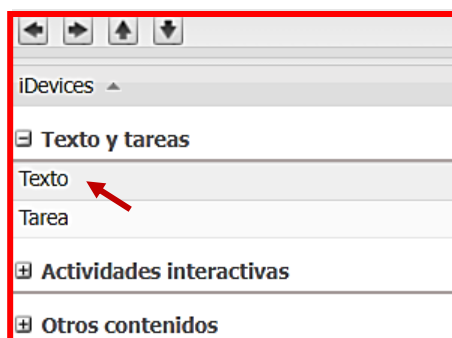 iDevices
Texto y tareas
Texto
Tarea
Actividades interactivas
Otros contenidos